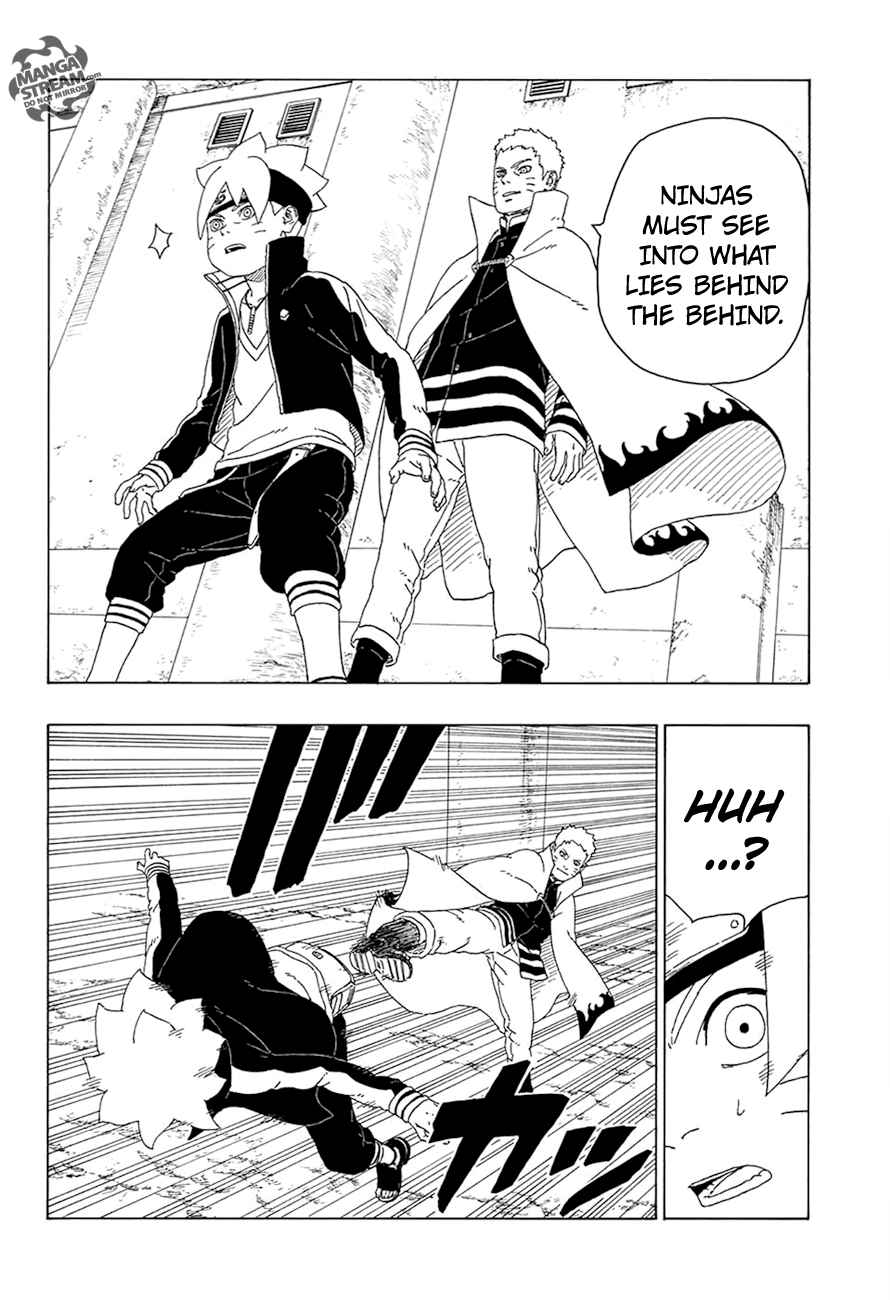 MANGA
STREAM.com
DO NOT MIRROR
NINJAS
MUST SEE
INTO WHAT
LIES BEHIND
THE BEHIND.
HUH
...?
ガッ